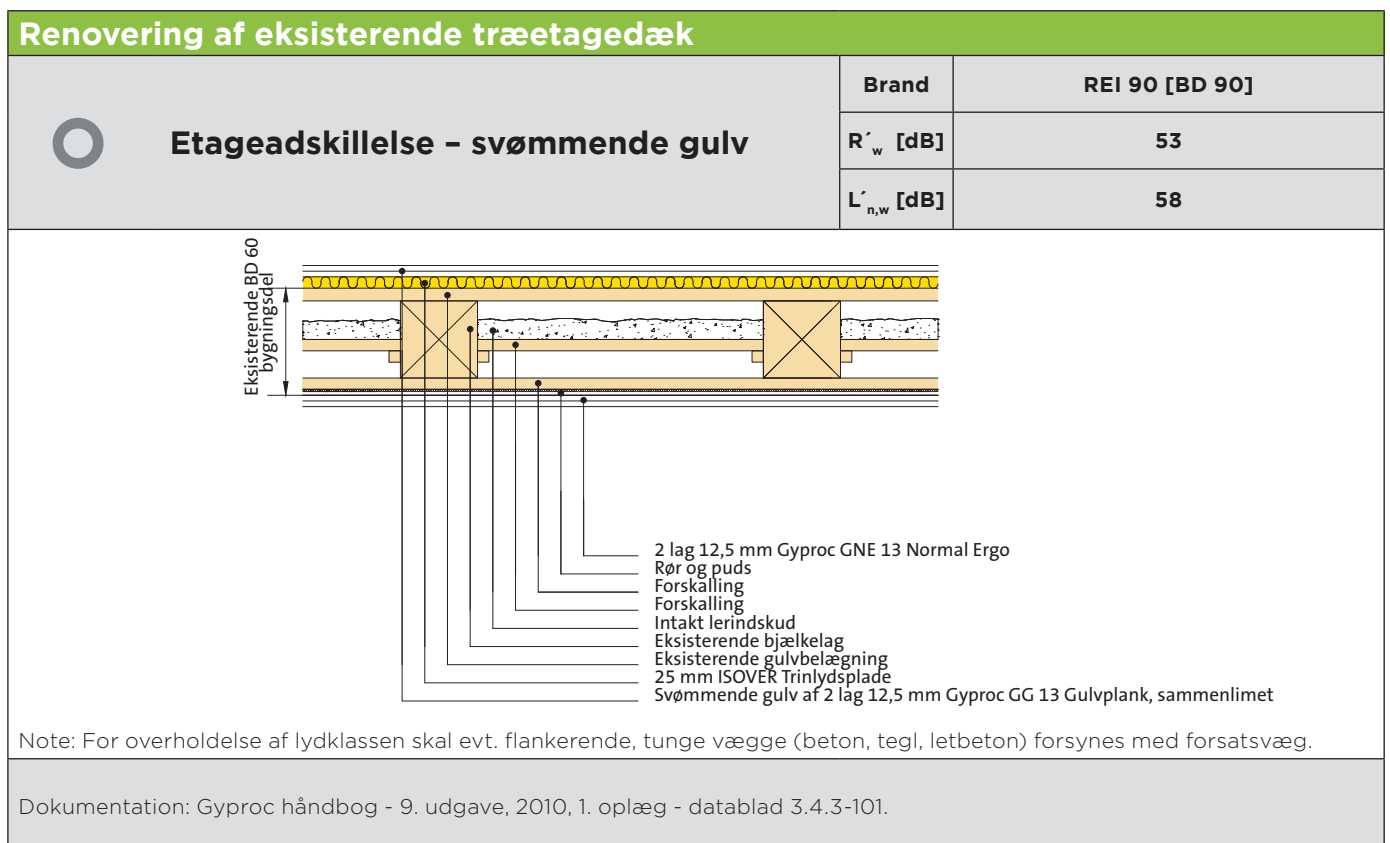 Renovering af eksisterende træetagedæk
Etageadskillelse – svømmende gulv
Brand
REI 90 [BD 90]
R´w [dB]
53
L´n,w [dB]
58
Eksisterende BD 60
bygningsdel
2 lag 12,5 mm Gyproc GNE 13 Normal Ergo
Rør og puds
Forskalling
Forskalling
Intakt lerindskud
Eksisterende bjælkelag
Eksisterende gulvbelægning
25 mm ISOVER Trinlydsplade
Svømmende gulv af 2 lag 12,5 mm Gyproc GG 13 Gulvplank, sammenlimet
Note: For overholdelse af lydklassen skal evt. flankerende, tunge vægge (beton, tegl, letbeton) forsynes med forsatsvæg.
Dokumentation: Gyproc håndbog - 9. udgave, 2010, 1. oplæg - datablad 3.4.3-101.